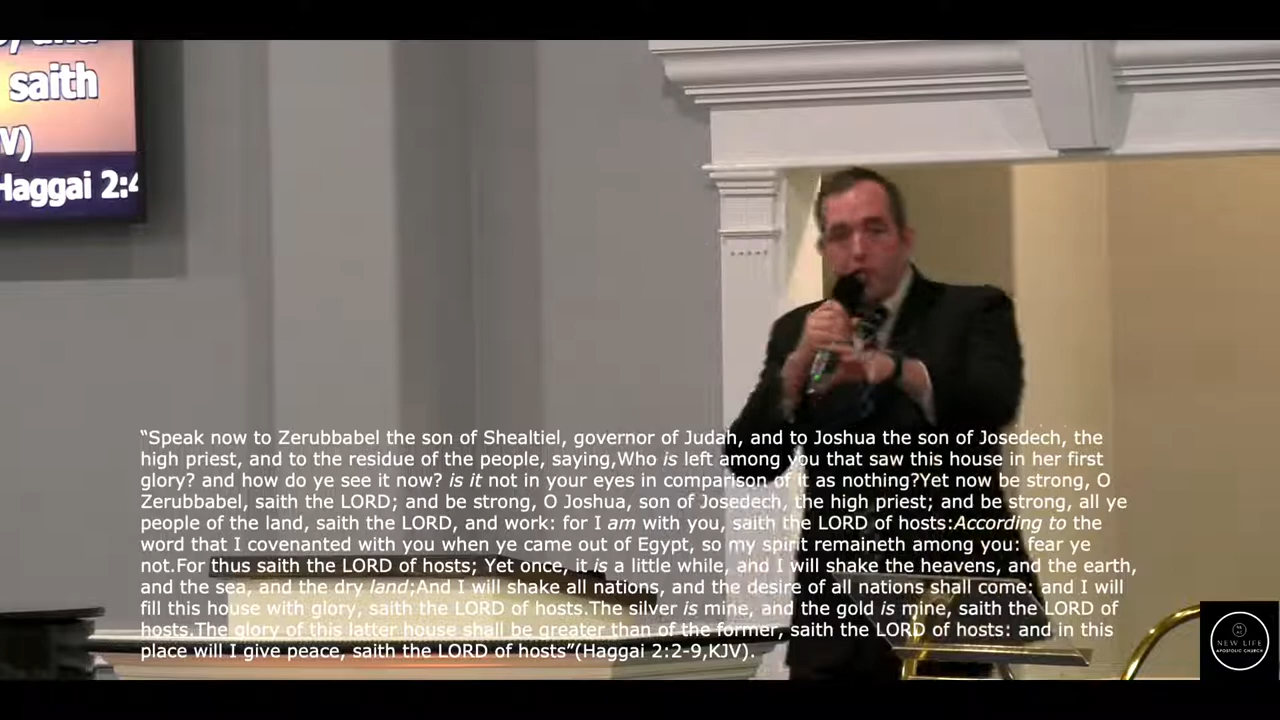 saith
V)
Haggai 2:4
“Speak now to Zerubbabel the son of Shealtiel, governor of Judah, and to Joshua the son of Josedech, the
high priest, and to the residue of the people, saying,Who is left among you that saw this house in her first
glory? and how do ye see it now? is it not in your eyes in comparison of it as nothing?Yet now be strong, O
Zerubbabel, saith the LORD; and be strong, O Joshua, son of Josedech, the high priest; and be strong, all ye
people of the land, saith the LORD, and work: for I am with you, saith the LORD of hosts:According to the
word that I covenanted with you when ye came out of Egypt, so my spirit remaineth among you: fear ye
not.For thus saith the LORD of hosts; Yet once, it is a little while, and I will shake the heavens, and the earth,
and the sea, and the dry land;And I will shake all nations, and the desire of all nations shall come: and I will
fill this house with glory, saith the LORD of hosts.The silver is mine, and the gold is mine, saith the LORD of
hosts.The glory of this latter house shall be greater than of the former, saith the LORD of hosts: and in this
place will I give peace, saith the LORD of hosts”(Haggai 2:2-9,KJV).
NEW LIFE
APOSTOLIC CHURCH